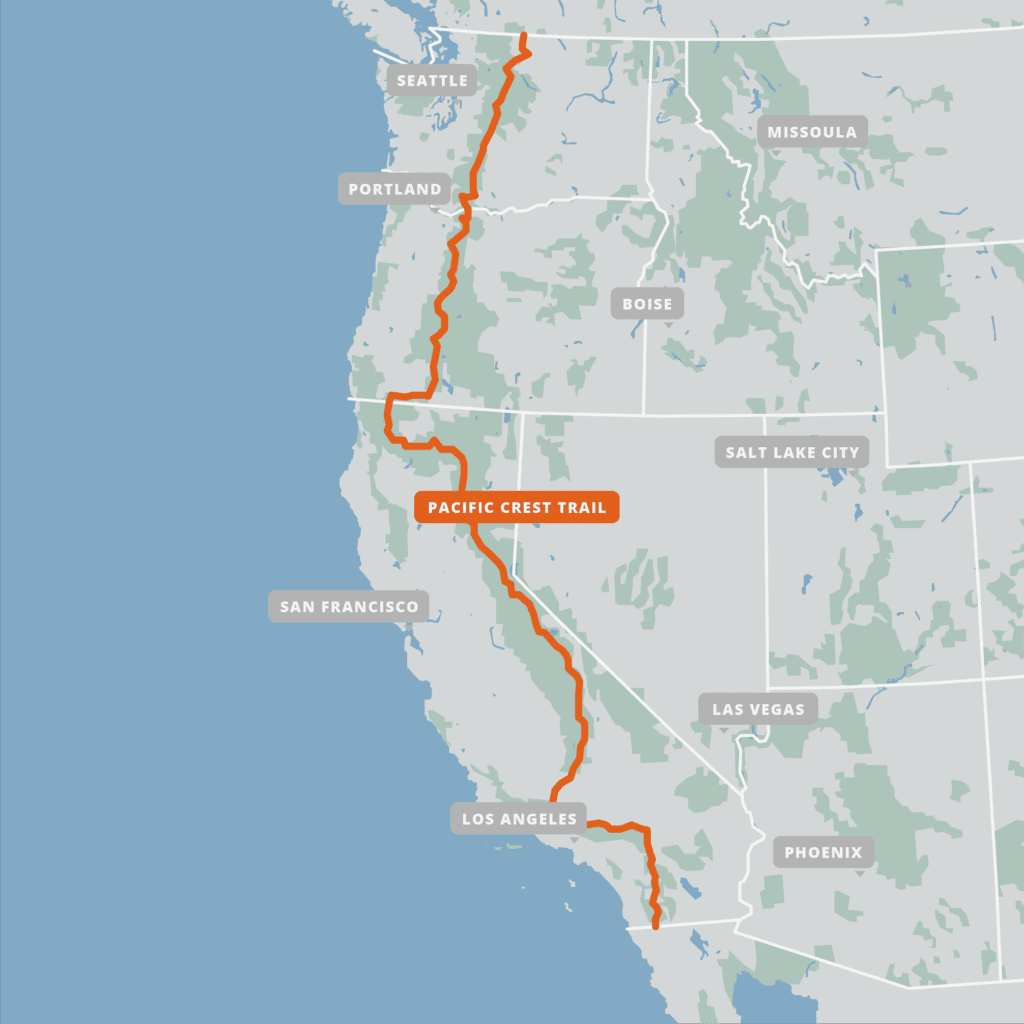 SEATTLE
MISSOULA
PORTLAND
BOISE
SALT LAKE CITY
PACIFIC CREST TRAIL
SAN FRANCISCO
LAS VEGAS
LOS ANGELES
PHOENIX